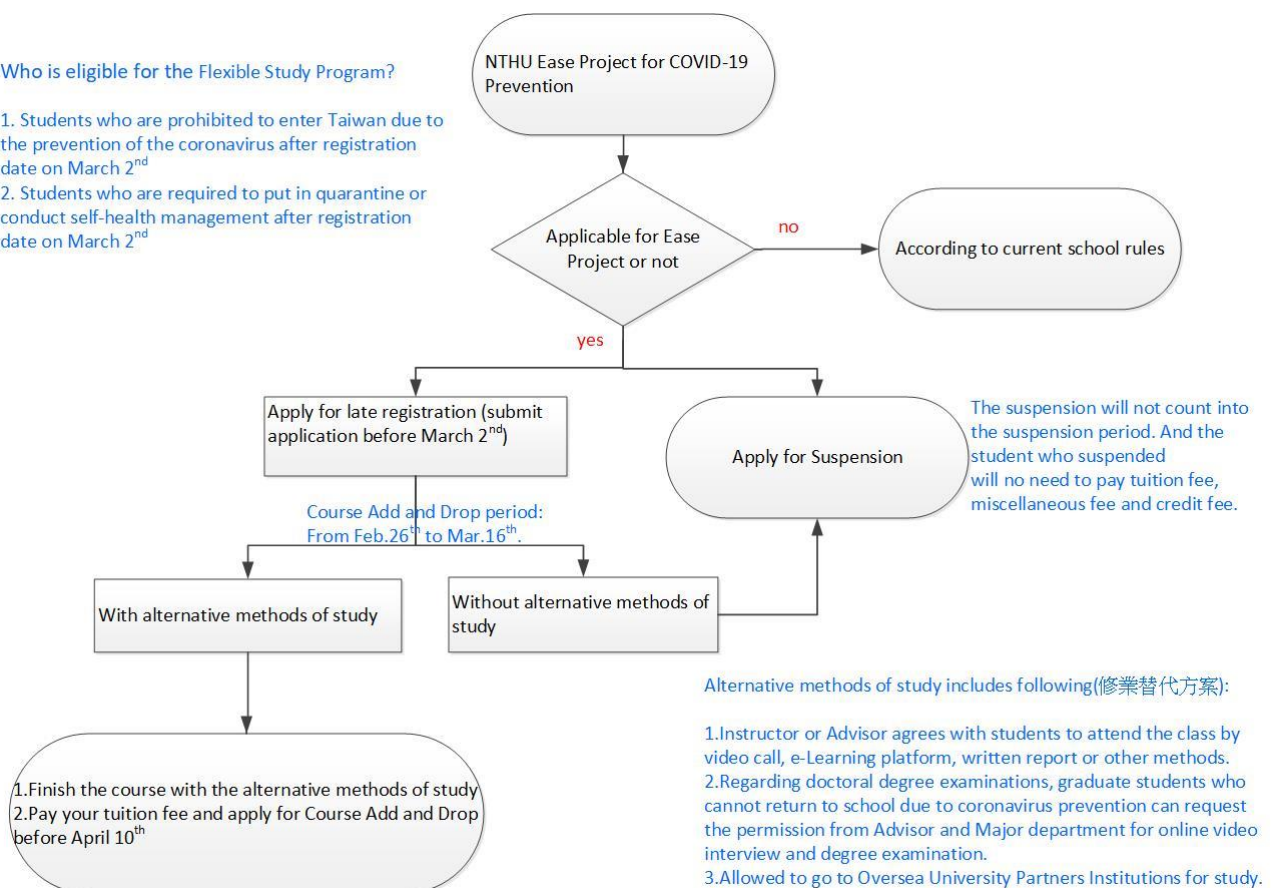 NTHU Ease Project for COVID-19
Prevention
Who is eligible for the Flexible Study Program?
1. Students who are prohibited to enter Taiwan due to
the prevention of the coronavirus after registration
date on March 2nd
2. Students who are required to put in quarantine or
conduct self-health management after registration
date on March 2nd
Applicable for Ease
Project or not
no
According to current school rules
yes
Apply for late registration (submit
application before March 2nd)
Apply for Suspension
The suspension will not count into
the suspension period. And the
student who suspended
will no need to pay tuition fee,
miscellaneous fee and credit fee.
Course Add and Drop period:
From Feb.26th to Mar.16th.
With alternative methods of study
Without alternative methods of
study
Alternative methods of study includes following(修業替代方案):
1.Instructor or Advisor agrees with students to attend the class by
video call, e-Learning platform, written report or other methods.
2.Regarding doctoral degree examinations, graduate students who
cannot return to school due to coronavirus prevention can request
the permission from Advisor and Major department for online video
interview and degree examination.
3.Allowed to go to Oversea University Partners Institutions for study.
1.Finish the course with the alternative methods of study
2.Pay your tuition fee and apply for Course Add and Drop
before April 10th